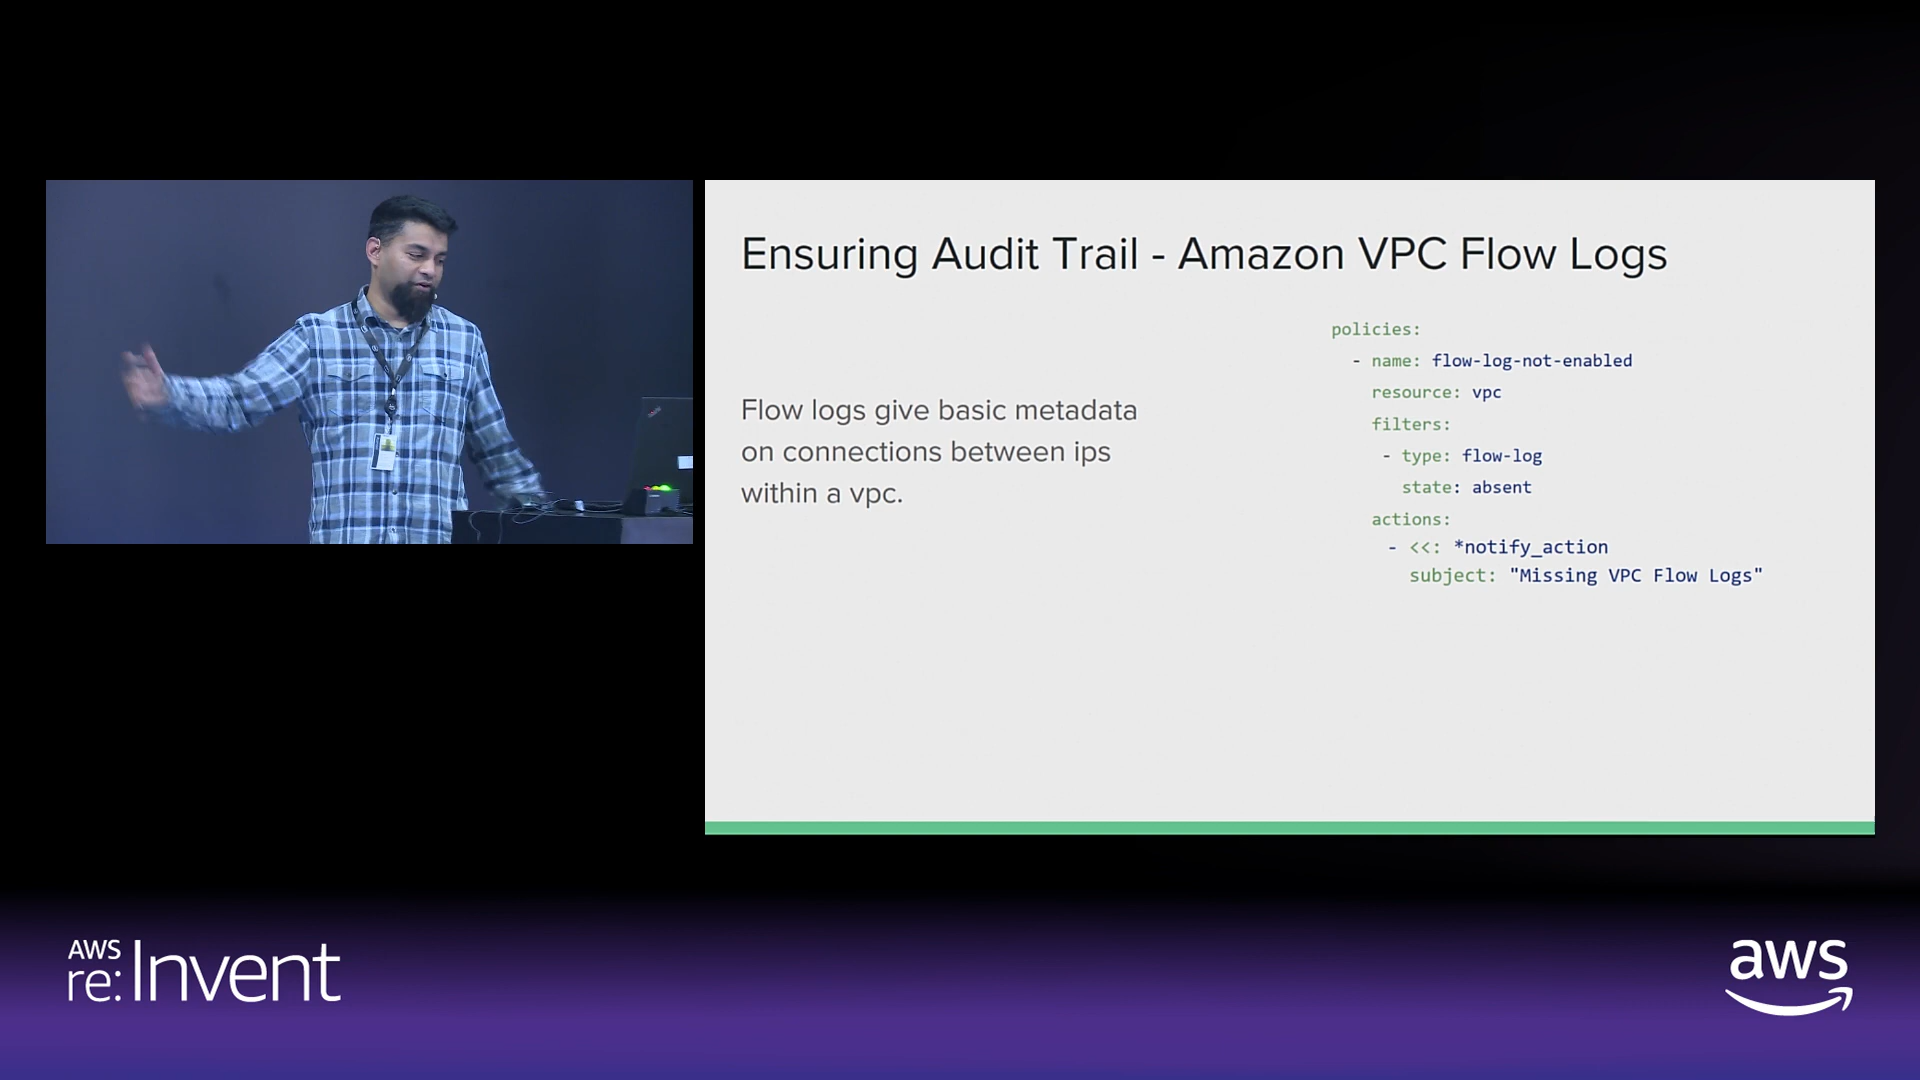 Ensuring Audit Trail - Amazon VPC Flow Logs
Flow logs give basic metadata
on connections between ips
within a vpc.
policies:
- name: flow-log-not-enabled
resource: vpc
filters:
- type: flow-log
state: absent
actions:
- <<: *notify_action
subject: "Missing VPC Flow Logs"
AWS
re:Invent
aws